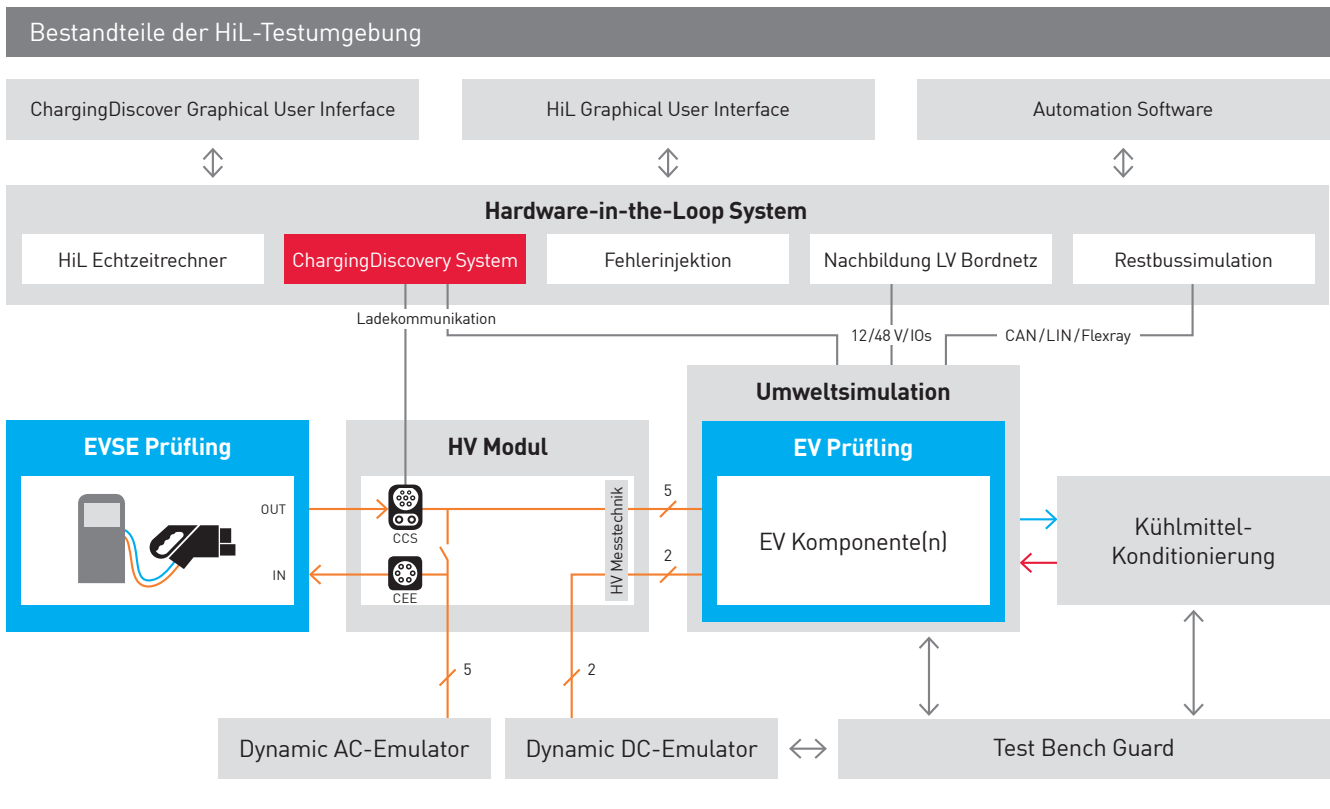 Bestandteile der HiL-Testumgebung
ChargingDiscover Graphical User Inferface
HiL Graphical User Interface
Automation Software
Hardware-in-the-Loop System
HiL Echtzeitrechner
ChargingDiscovery System
Fehlerinjektion
Nachbildung LV Bordnetz
Restbussimulation
Ladekommunikation
12/48 V/IOs
CAN/LIN/Flexray
Umweltsimulation
EVSE Prüfling
HV Modul
EV Prüfling
OUT
IN
CCS
CEE
HV Messtechnik
5
2
EV Komponente(n)
Kühlmittel-
Konditionierung
5
2
Dynamic AC-Emulator
Dynamic DC-Emulator
Test Bench Guard